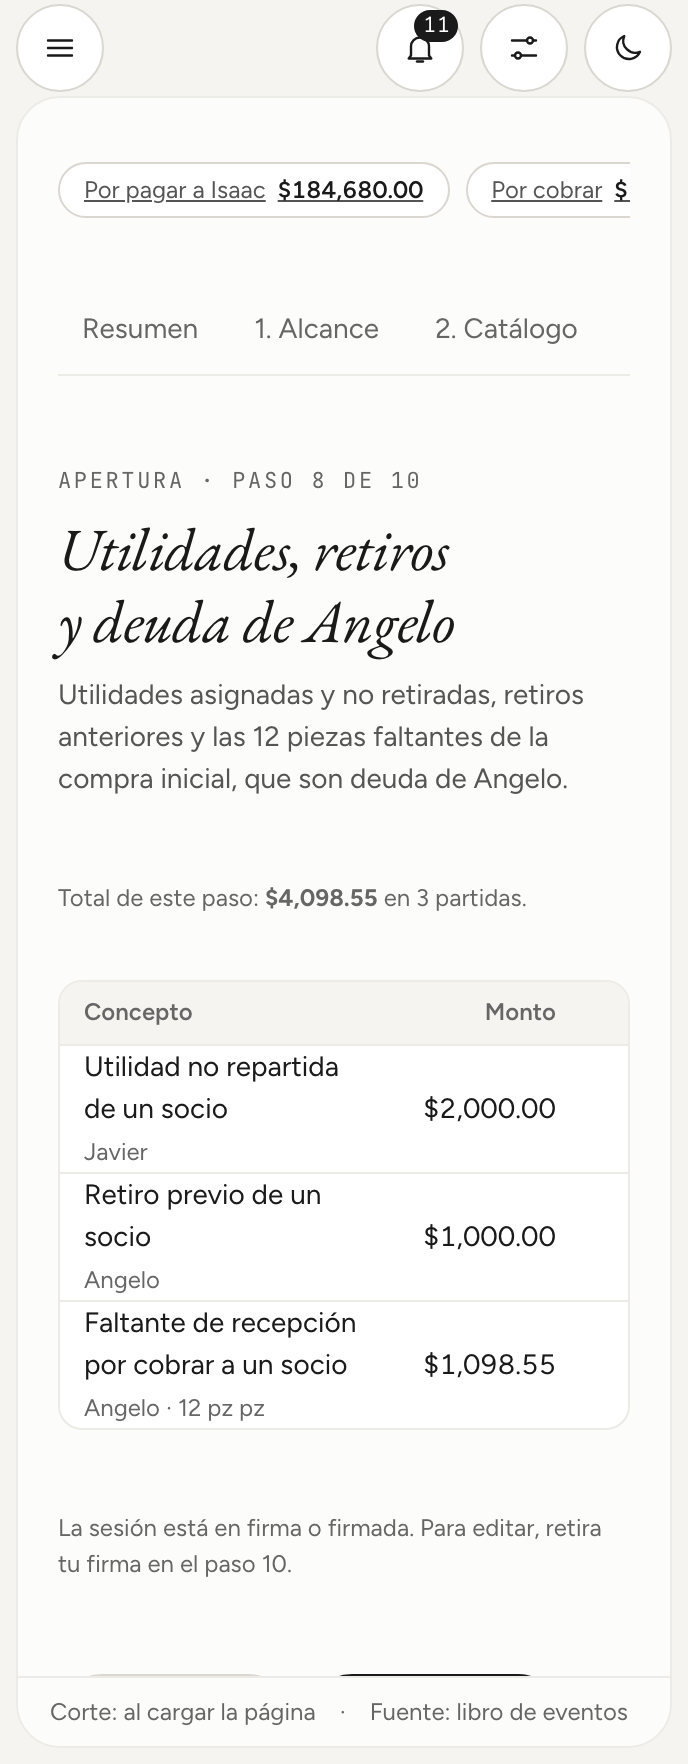 11
Por pagar a Isaac $184,680.00 Por cobrar $
Resumen 1. Alcance 2. Catálogo
APERTURA · PASO 8 DE 10
Utilidades, retiros
y deuda de Angelo
Utilidades asignadas y no retiradas, retiros
anteriores y las 12 piezas faltantes de la
compra inicial, que son deuda de Angelo.
Total de este paso: $4,098.55 en 3 partidas.
Concepto Monto
Utilidad no repartida
de un socio $2,000.00
Javier
Retiro previo de un
socio $1,000.00
Angelo
Faltante de recepción
por cobrar a un socio $1,098.55
Angelo · 12 pz pz
La sesión está en firma o firmada. Para editar, retira
tu firma en el paso 10.
Corte: al cargar la página · Fuente: libro de eventos